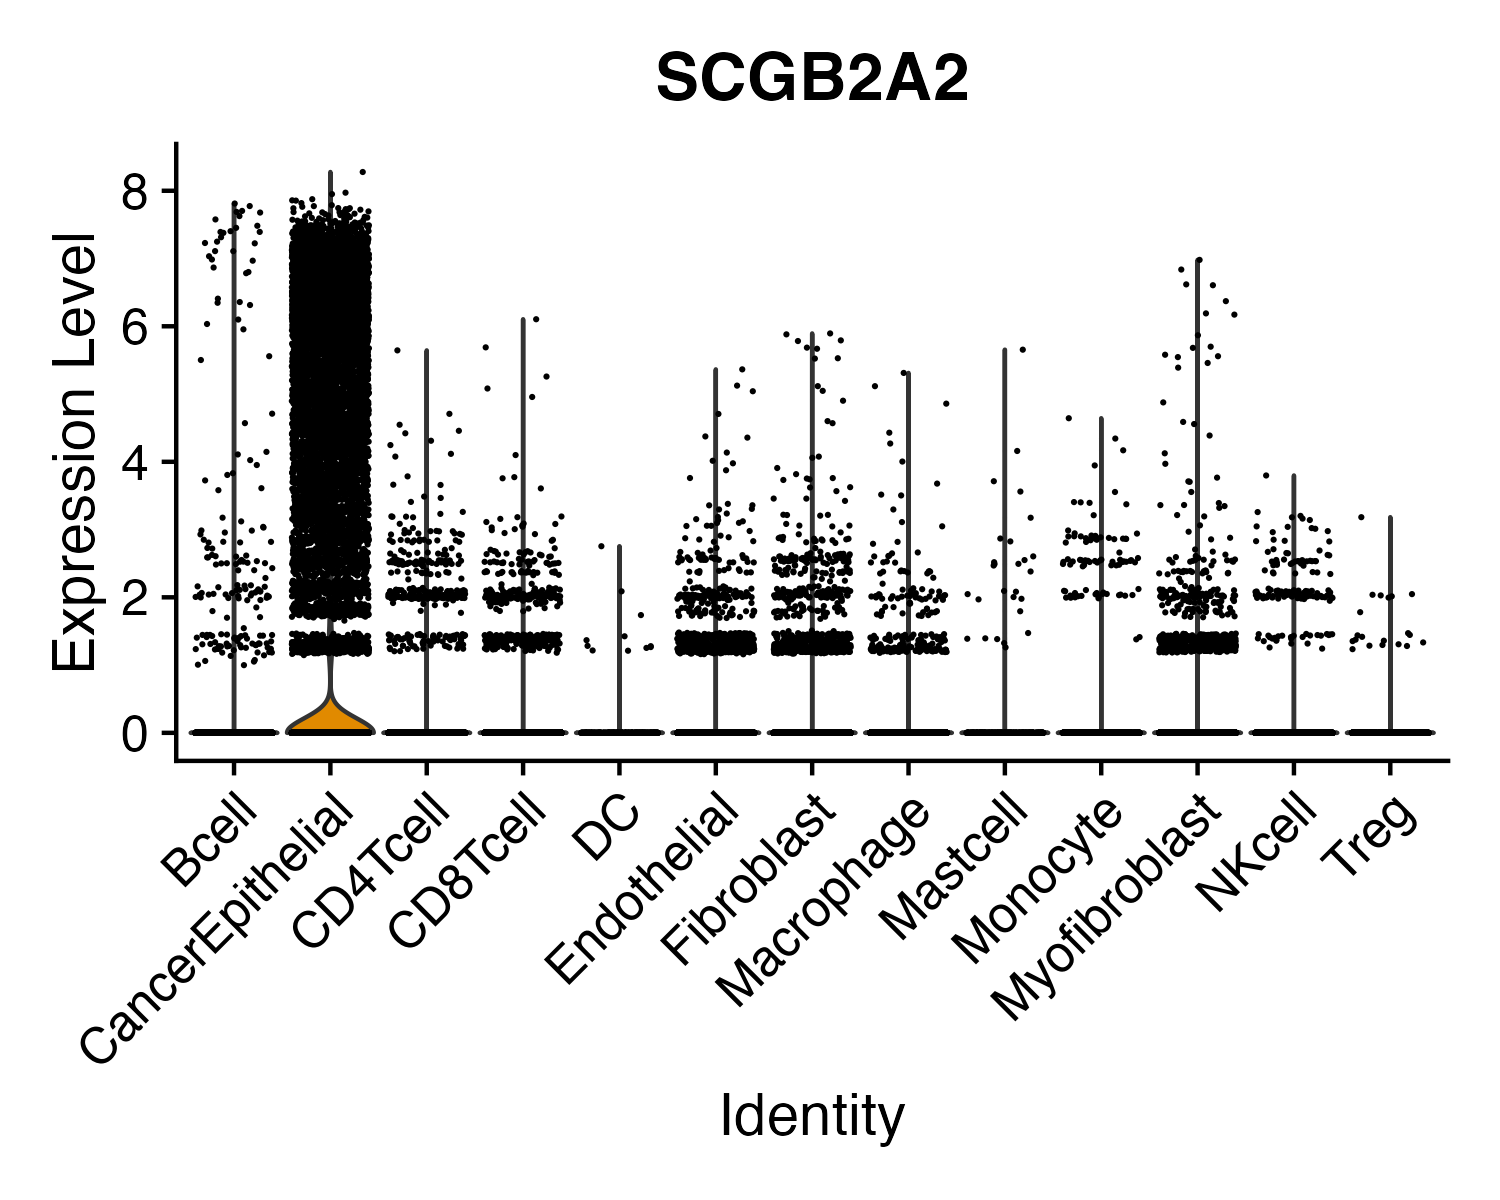 SCGB2A2
Expression Level
8
6
4
2
0
Bcell
CancerEpithelial
CD4Tcell
CD8Tcell
DC
Endothelial
Fibroblast
Macrophage
Mastcell
Monocyte
Myofibroblast
NKcell
Treg
Identity